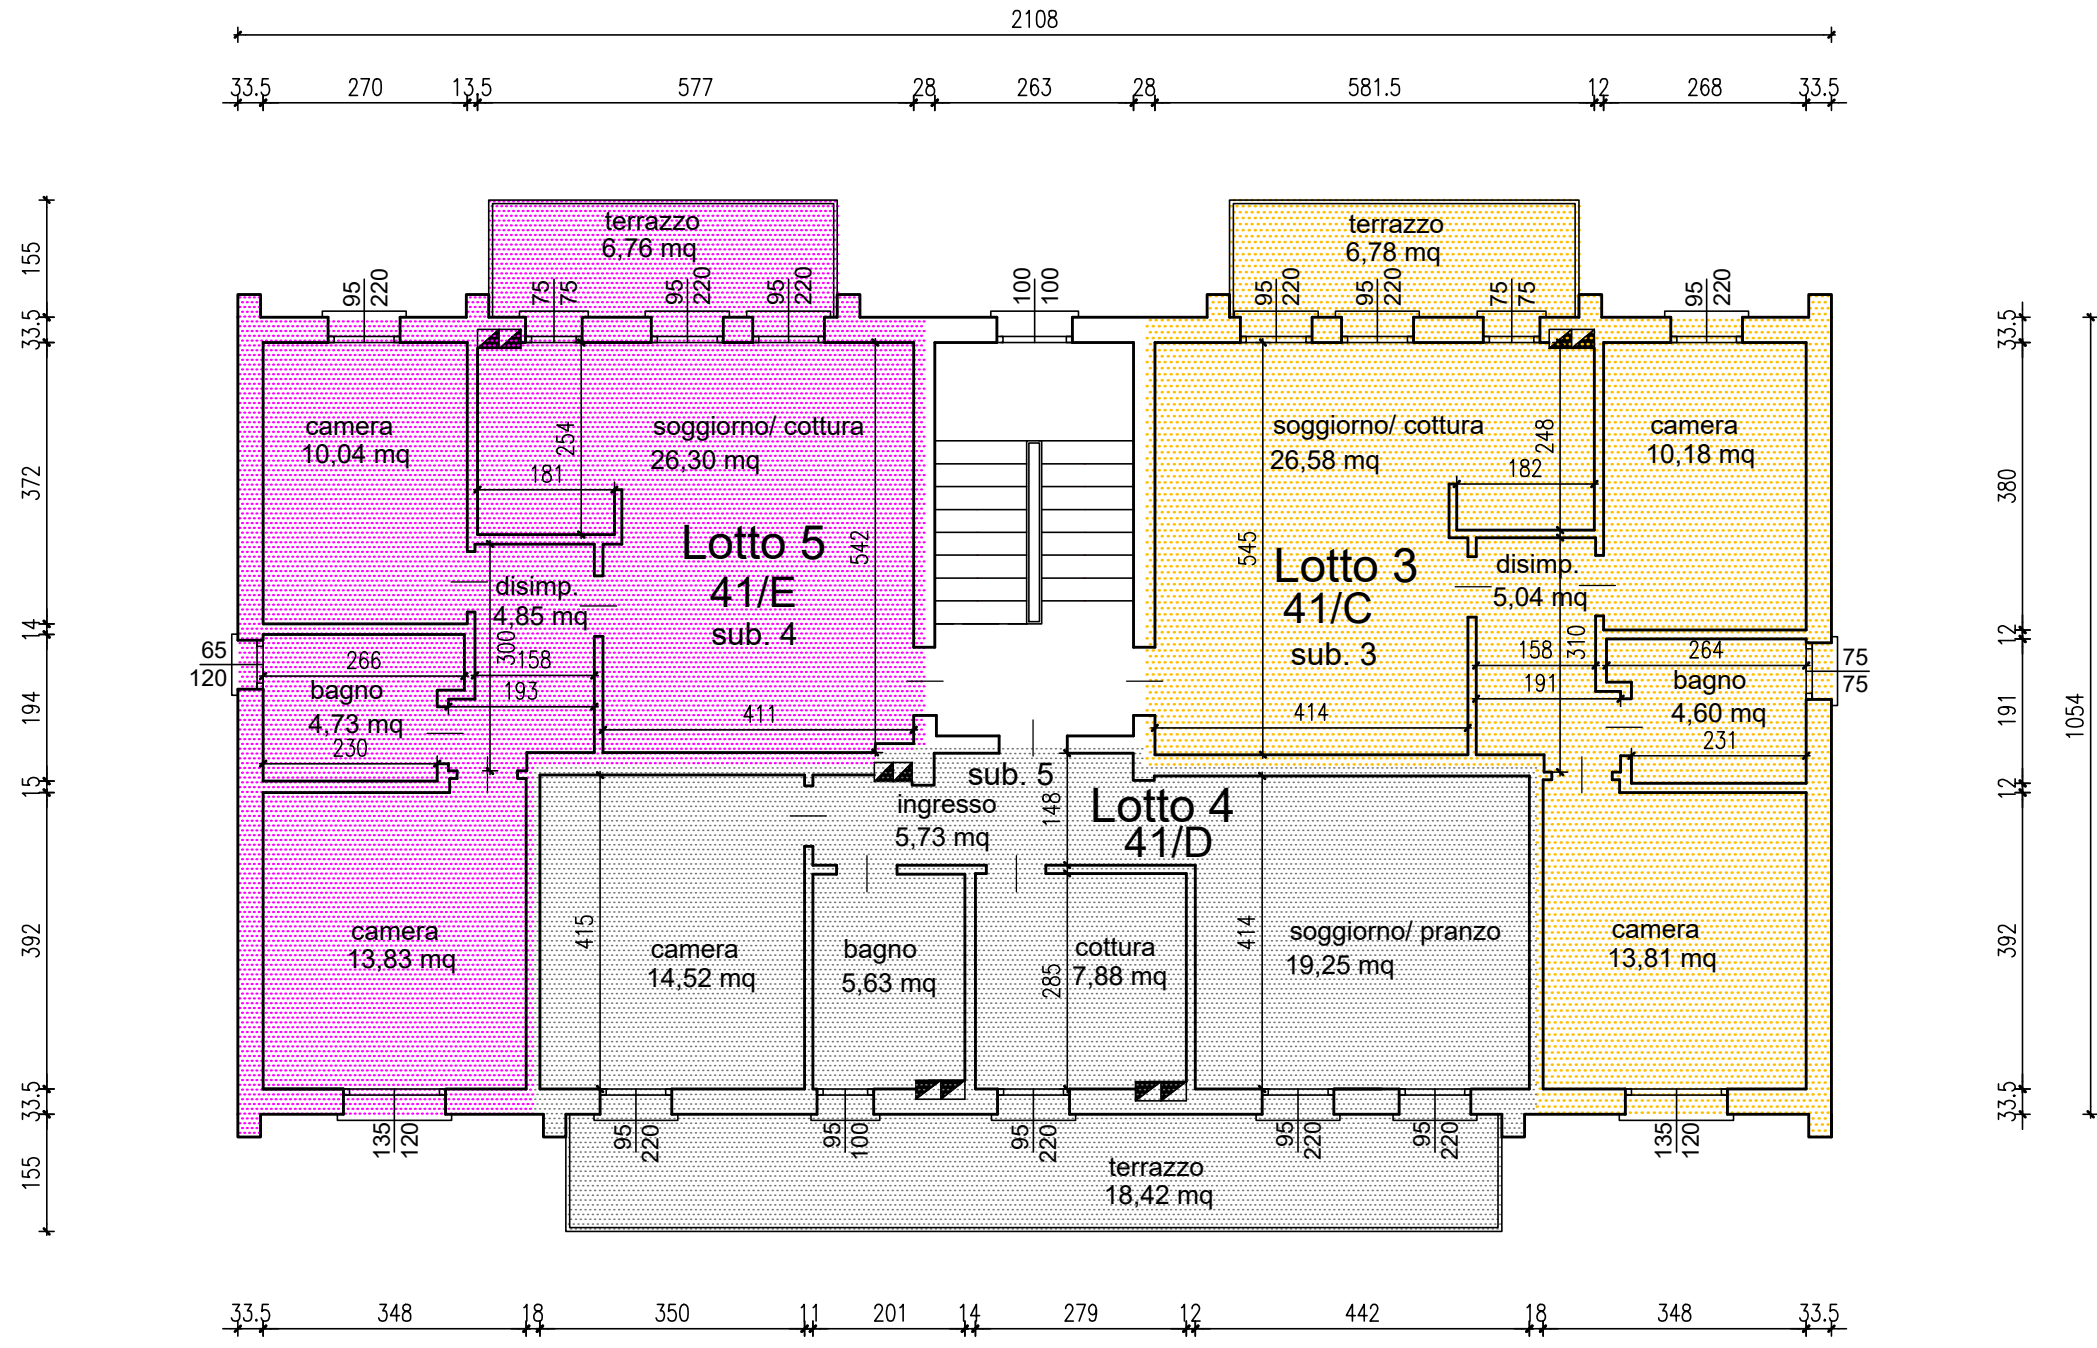 2108
33.5 270 13.5 577 28 263 28 581.5 12 268 33.5
155
33.5
372
14
194
15
392
33.5
155
terrazzo
6,76 mq
95 220
75 75
95 220
95 220
100 100
terrazzo
6,78 mq
95 220
95 220
75 75
95 220
camera
10,04 mq
254
181
soggiorno/ cottura
26,30 mq
Lotto 5
41/E
sub. 4
542
disimp.
4,85 mq
300
158
193
411
65
120
266
bagno
4,73 mq
230
camera
13,83 mq
135 120
soggiorno/ cottura
26,58 mq
248
182
545
Lotto 3
41/C
sub. 3
disimp.
5,04 mq
310
158
191
414
camera
10,18 mq
264
bagno
4,60 mq
231
75
75
camera
13,81 mq
135 120
sub. 5
ingresso
5,73 mq
148
Lotto 4
41/D
415
camera
14,52 mq
bagno
5,63 mq
285
cottura
7,88 mq
414
soggiorno/ pranzo
19,25 mq
95 220
95 100
95 220
95 220
95 220
terrazzo
18,42 mq
33.5
380
12
191
12
392
33.5
1054
33.5 348 18 350 11 201 14 279 12 442 18 348 33.5